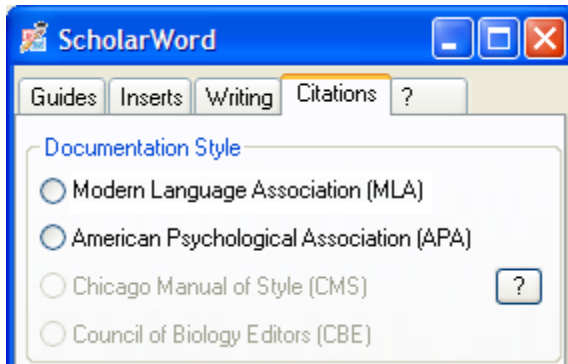 ScholarWord
Guides Inserts Writing Citations ?
Documentation Style
Modern Language Association (MLA)
American Psychological Association (APA)
Chicago Manual of Style (CMS) ?
Council of Biology Editors (CBE)